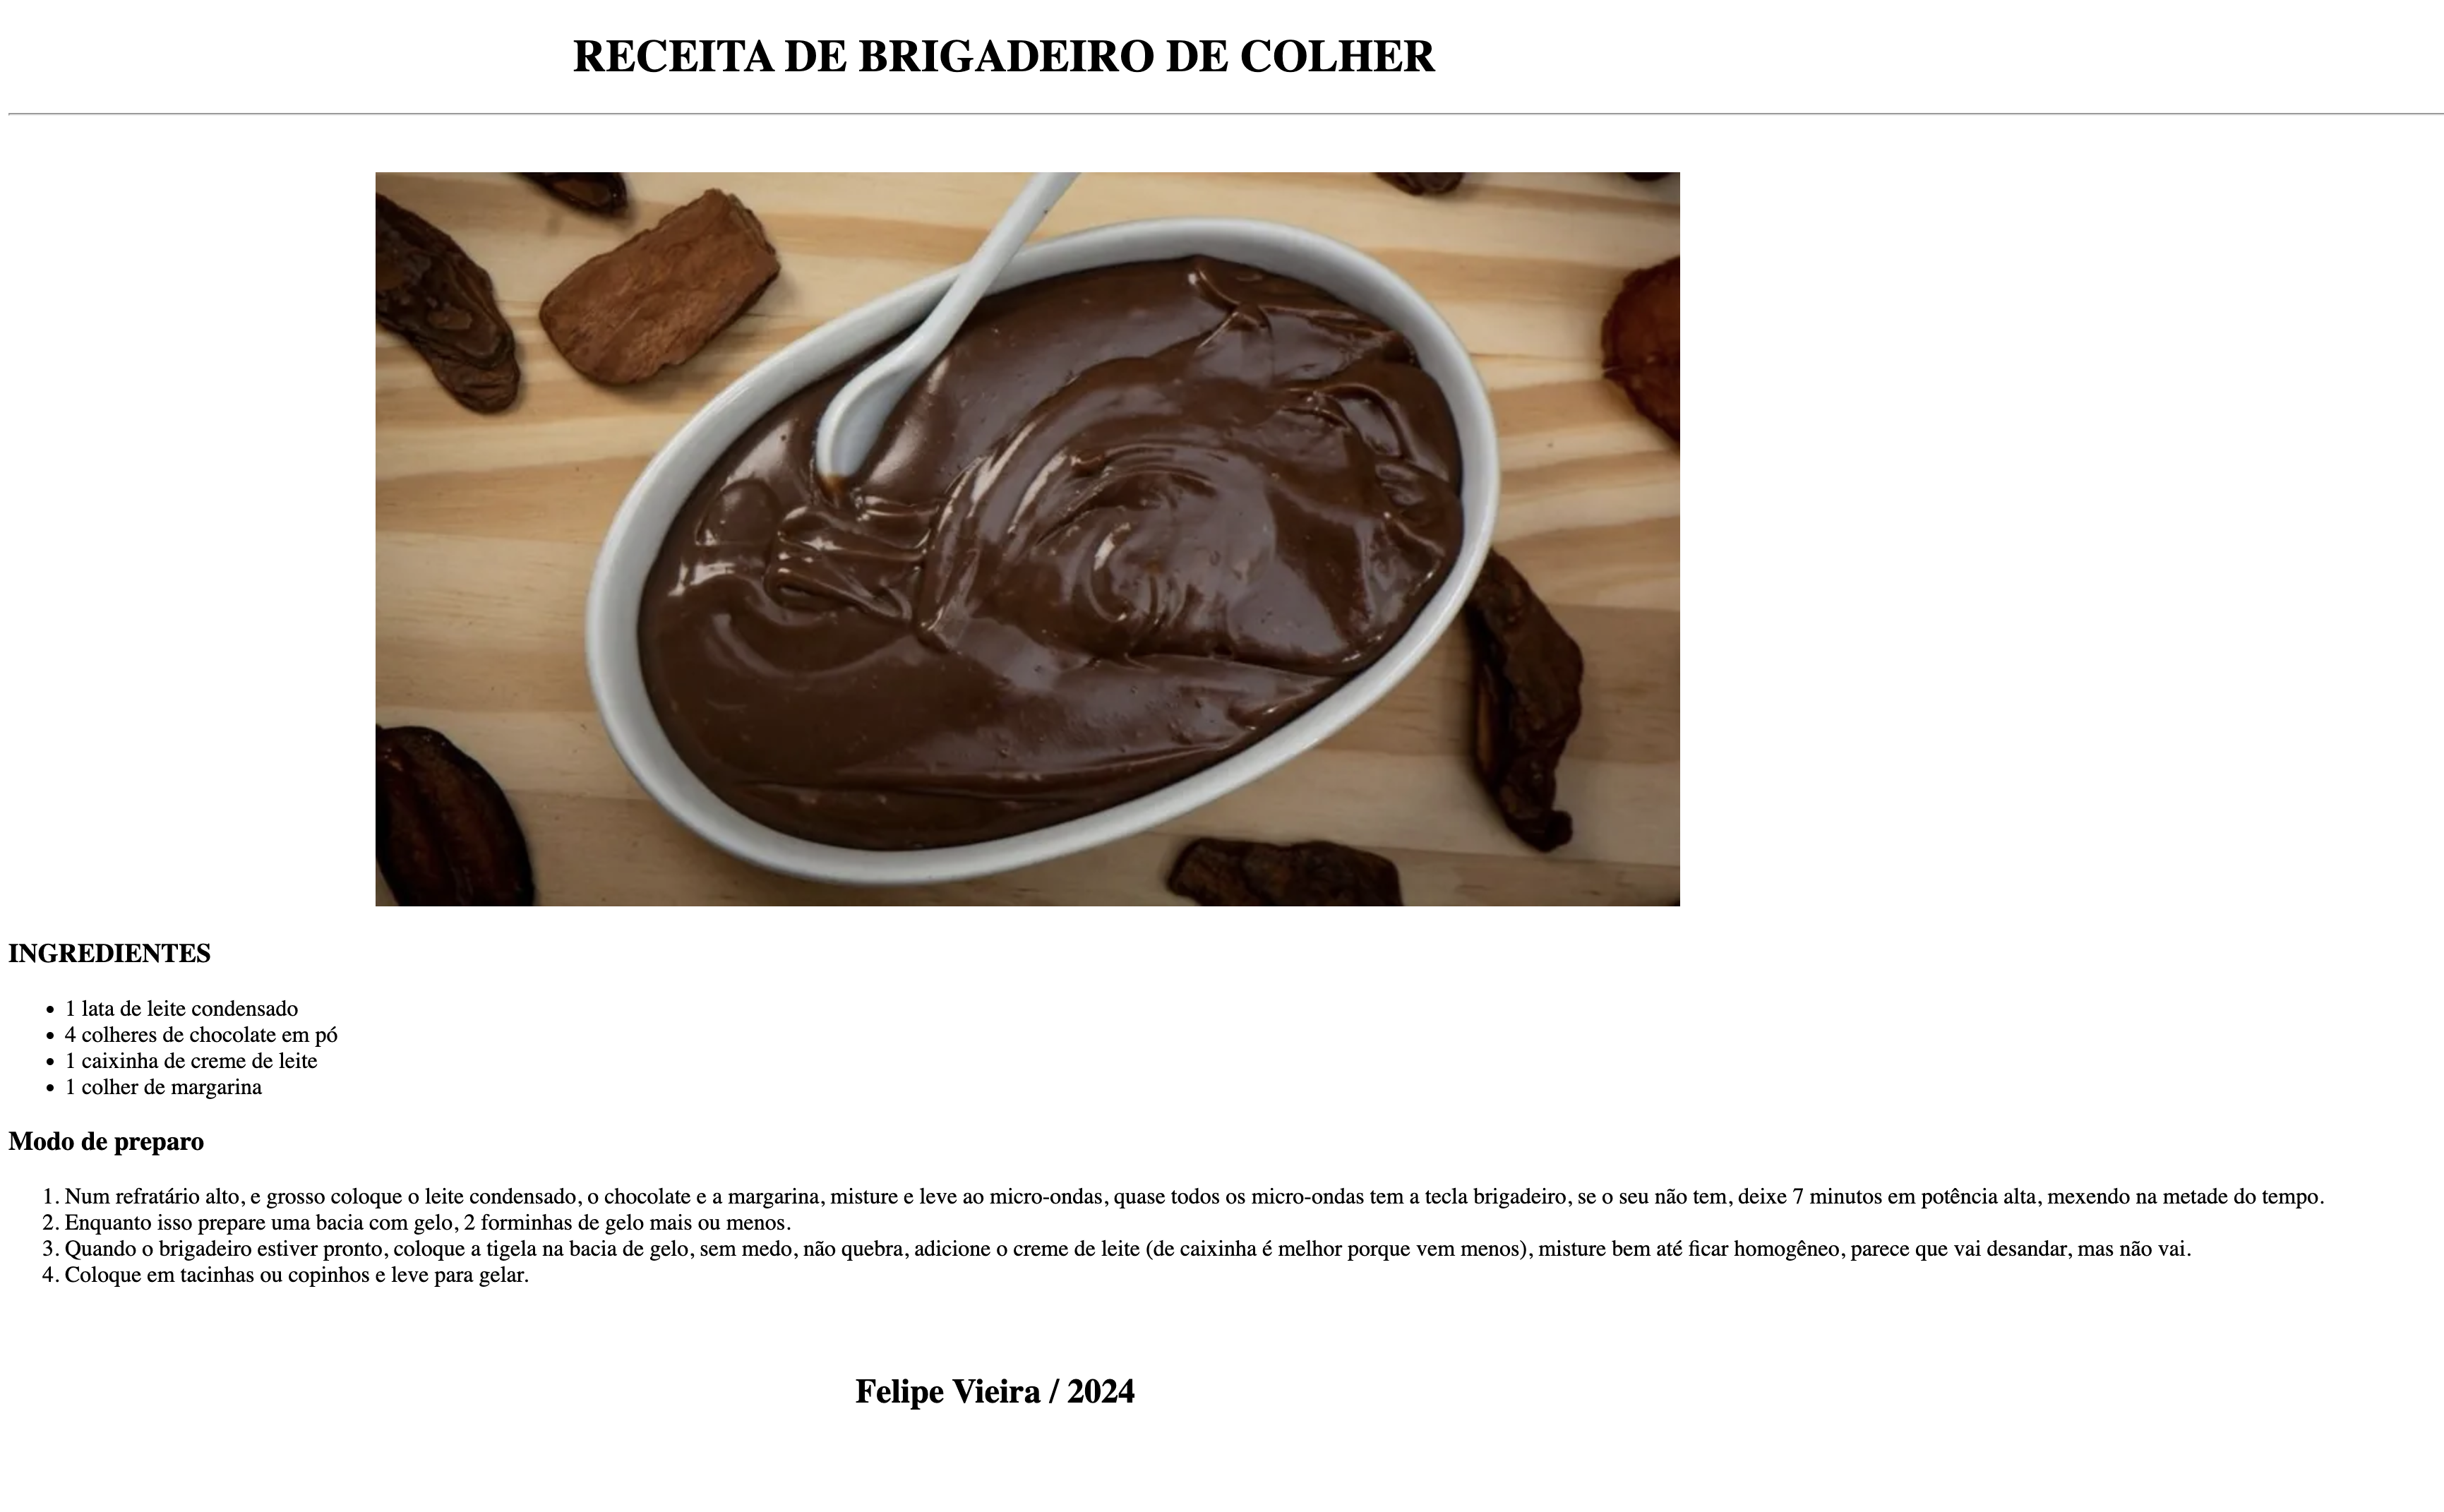 RECEITA DE BRIGADEIRO DE COLHER
INGREDIENTES
• 1 lata de leite condensado
• 4 colheres de chocolate em pó
• 1 caixinha de creme de leite
• 1 colher de margarina
Modo de preparo
1. Num refratário alto, e grosso coloque o leite condensado, o chocolate e a margarina, misture e leve ao micro-ondas, quase todos os micro-ondas tem a tecla brigadeiro, se o seu não tem, deixe 7 minutos em potência alta, mexendo na metade do tempo.
2. Enquanto isso prepare uma bacia com gelo, 2 forminhas de gelo mais ou menos.
3. Quando o brigadeiro estiver pronto, coloque a tigela na bacia de gelo, sem medo, não quebra, adicione o creme de leite (de caixinha é melhor porque vem menos), misture bem até ficar homogêneo, parece que vai desandar, mas não vai.
4. Coloque em tacinhas ou copinhos e leve para gelar.
Felipe Vieira / 2024